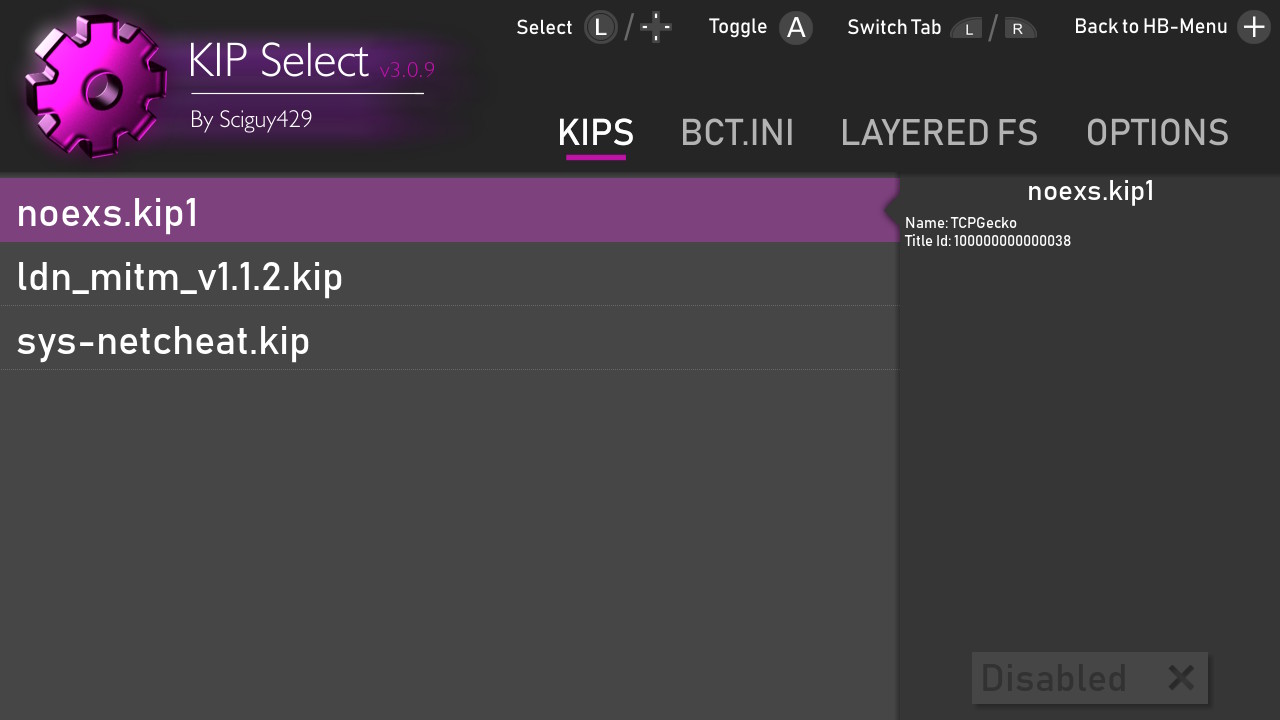 Select L / Toggle A Switch Tab L / R Back to HB-Menu +
KIP Select v3.0.9
By Sciguy429
KIPS BCT.INI LAYERED FS OPTIONS
noexs.kip1
ldn_mitm_v1.1.2.kip
sys-netcheat.kip
noexs.kip1
Name: TCPGecko
Title Id: 100000000000038
Disabled ✕